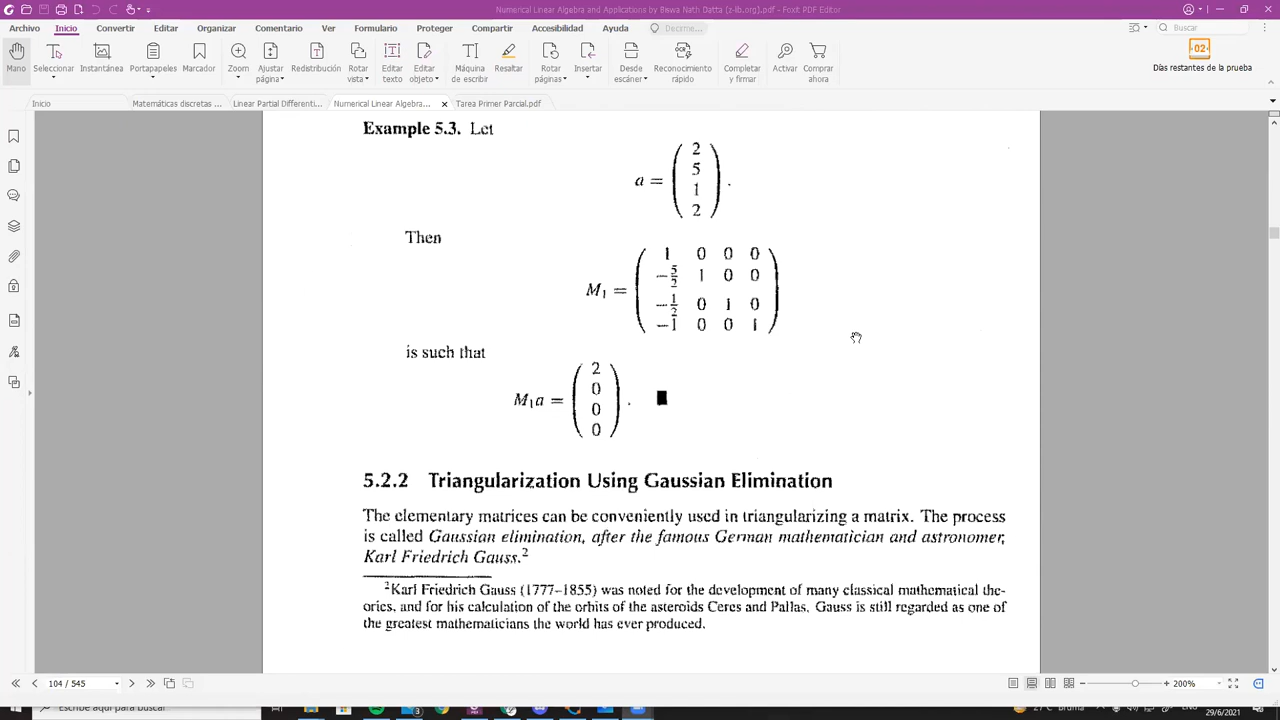 Numerical Linear Algebra and Applications by Biswa Nath Datta (z-lib.org).pdf - Foxit PDF Editor
Archivo Inicio Convertir Editar Organizar Comentario Vista Formulario Proteger Compartir Accesibilidad Ayuda Buscar
Mano Seleccionar Instantánea Portapapeles Marcador Zoom Ajustar página Redistribución Rotar vista Editar texto Editar objeto Máquina de escribir Resaltar Rotar páginas Insertar Desde escáner Reconocimiento rápido Completar y firmar Activar Comprar ahora
02
Días restantes de la prueba
Inicio Matemáticas discretas ... Linear Partial Differenti... Numerical Linear Algebra... Tarea Primer Parcial.pdf
Example 5.3. Let
a = ( 2 5 1 2 ) .
Then
M₁ = ( 1 0 0 0
−5/2 1 0 0
−1/2 0 1 0
−1 0 0 1 )
is such that
M₁a = ( 2 0 0 0 ) . ■
5.2.2 Triangularization Using Gaussian Elimination
The elementary matrices can be conveniently used in triangularizing a matrix. The process
is called Gaussian elimination, after the famous German mathematician and astronomer,
Karl Friedrich Gauss.²
²Karl Friedrich Gauss (1777–1855) was noted for the development of many classical mathematical the-
ories, and for his calculation of the orbits of the asteroids Ceres and Pallas. Gauss is still regarded as one of
the greatest mathematicians the world has ever produced.
104 / 545 200%
Escribe aquí para buscar
29/6/2021